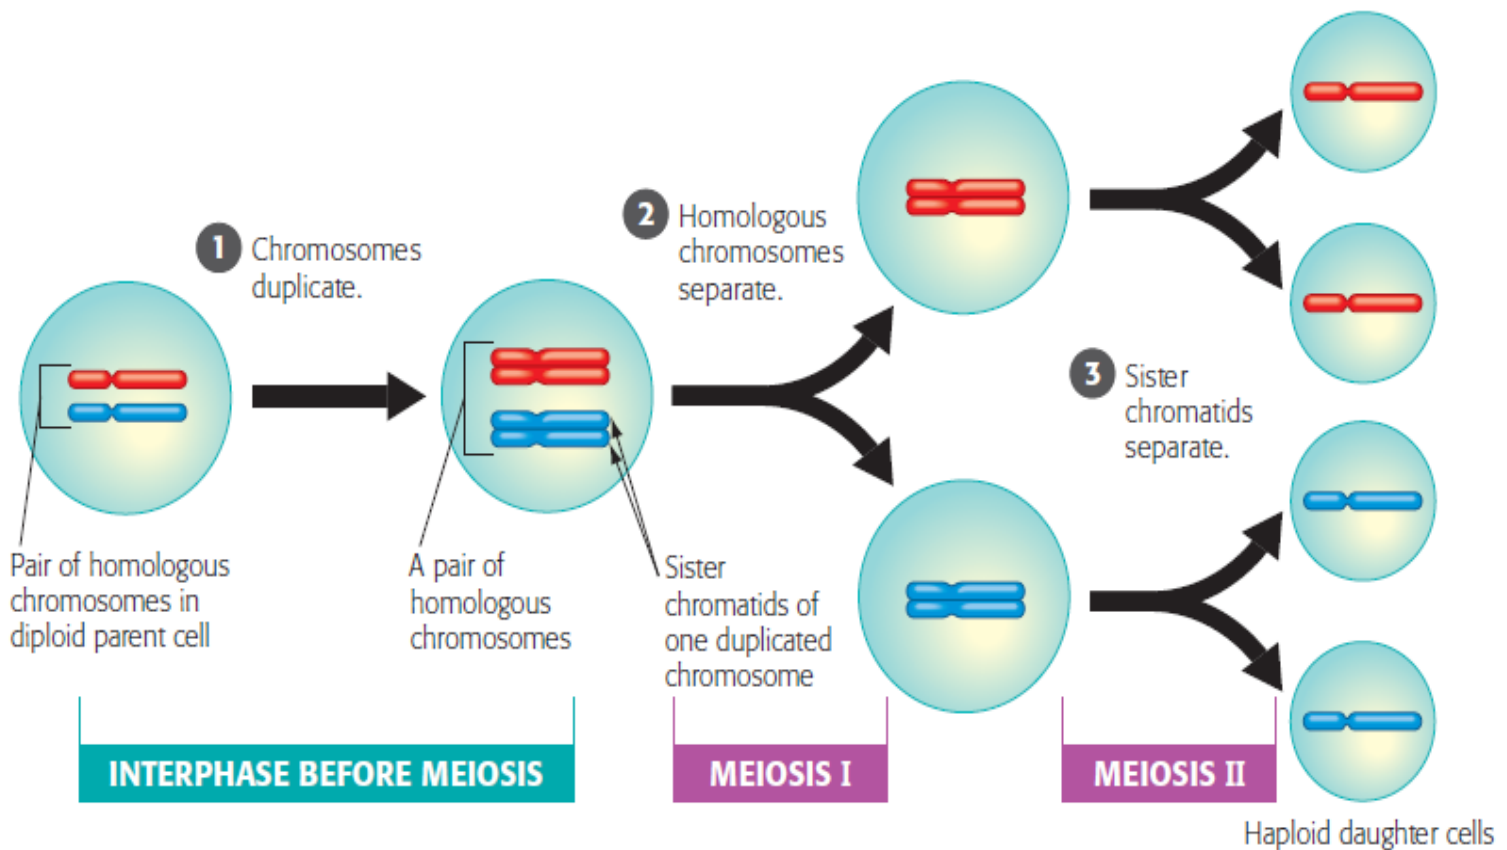 1 Chromosomes
duplicate.
2 Homologous
chromosomes
separate.
3 Sister
chromatids
separate.
Pair of homologous
chromosomes in
diploid parent cell
A pair of
homologous
chromosomes
Sister
chromatids of
one duplicated
chromosome
INTERPHASE BEFORE MEIOSIS
MEIOSIS I
MEIOSIS II
Haploid daughter cells